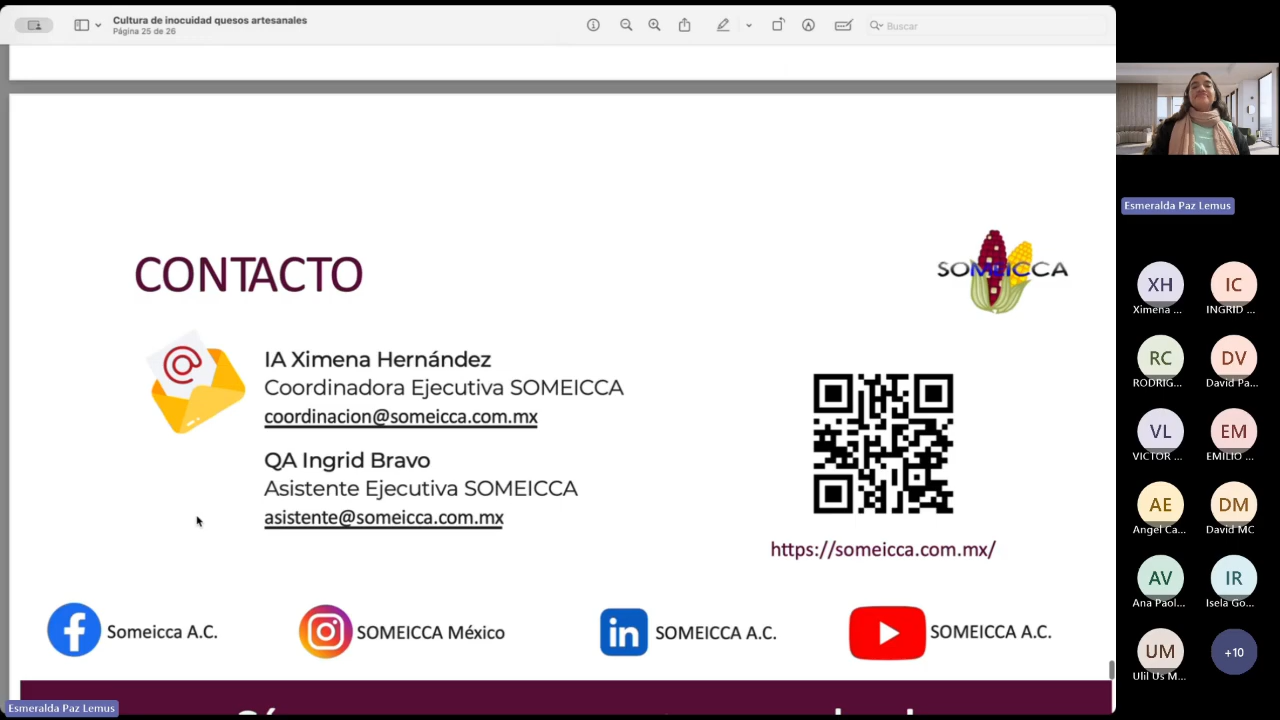 Cultura de inocuidad quesos artesanales
Página 25 de 26
Buscar
CONTACTO
SOMEICCA
IA Ximena Hernández
Coordinadora Ejecutiva SOMEICCA
coordinacion@someicca.com.mx
QA Ingrid Bravo
Asistente Ejecutiva SOMEICCA
asistente@someicca.com.mx
https://someicca.com.mx/
Someicca A.C.
SOMEICCA México
in
SOMEICCA A.C.
SOMEICCA A.C.
Esmeralda Paz Lemus
Esmeralda Paz Lemus
XH
Ximena ...
IC
INGRID ...
RC
RODRIG...
DV
David Pa...
VL
VICTOR ...
EM
EMILIO ...
AE
Angel Ca...
DM
David MC
AV
Ana Paol...
IR
Isela Go...
UM
Ulil Us M...
+10